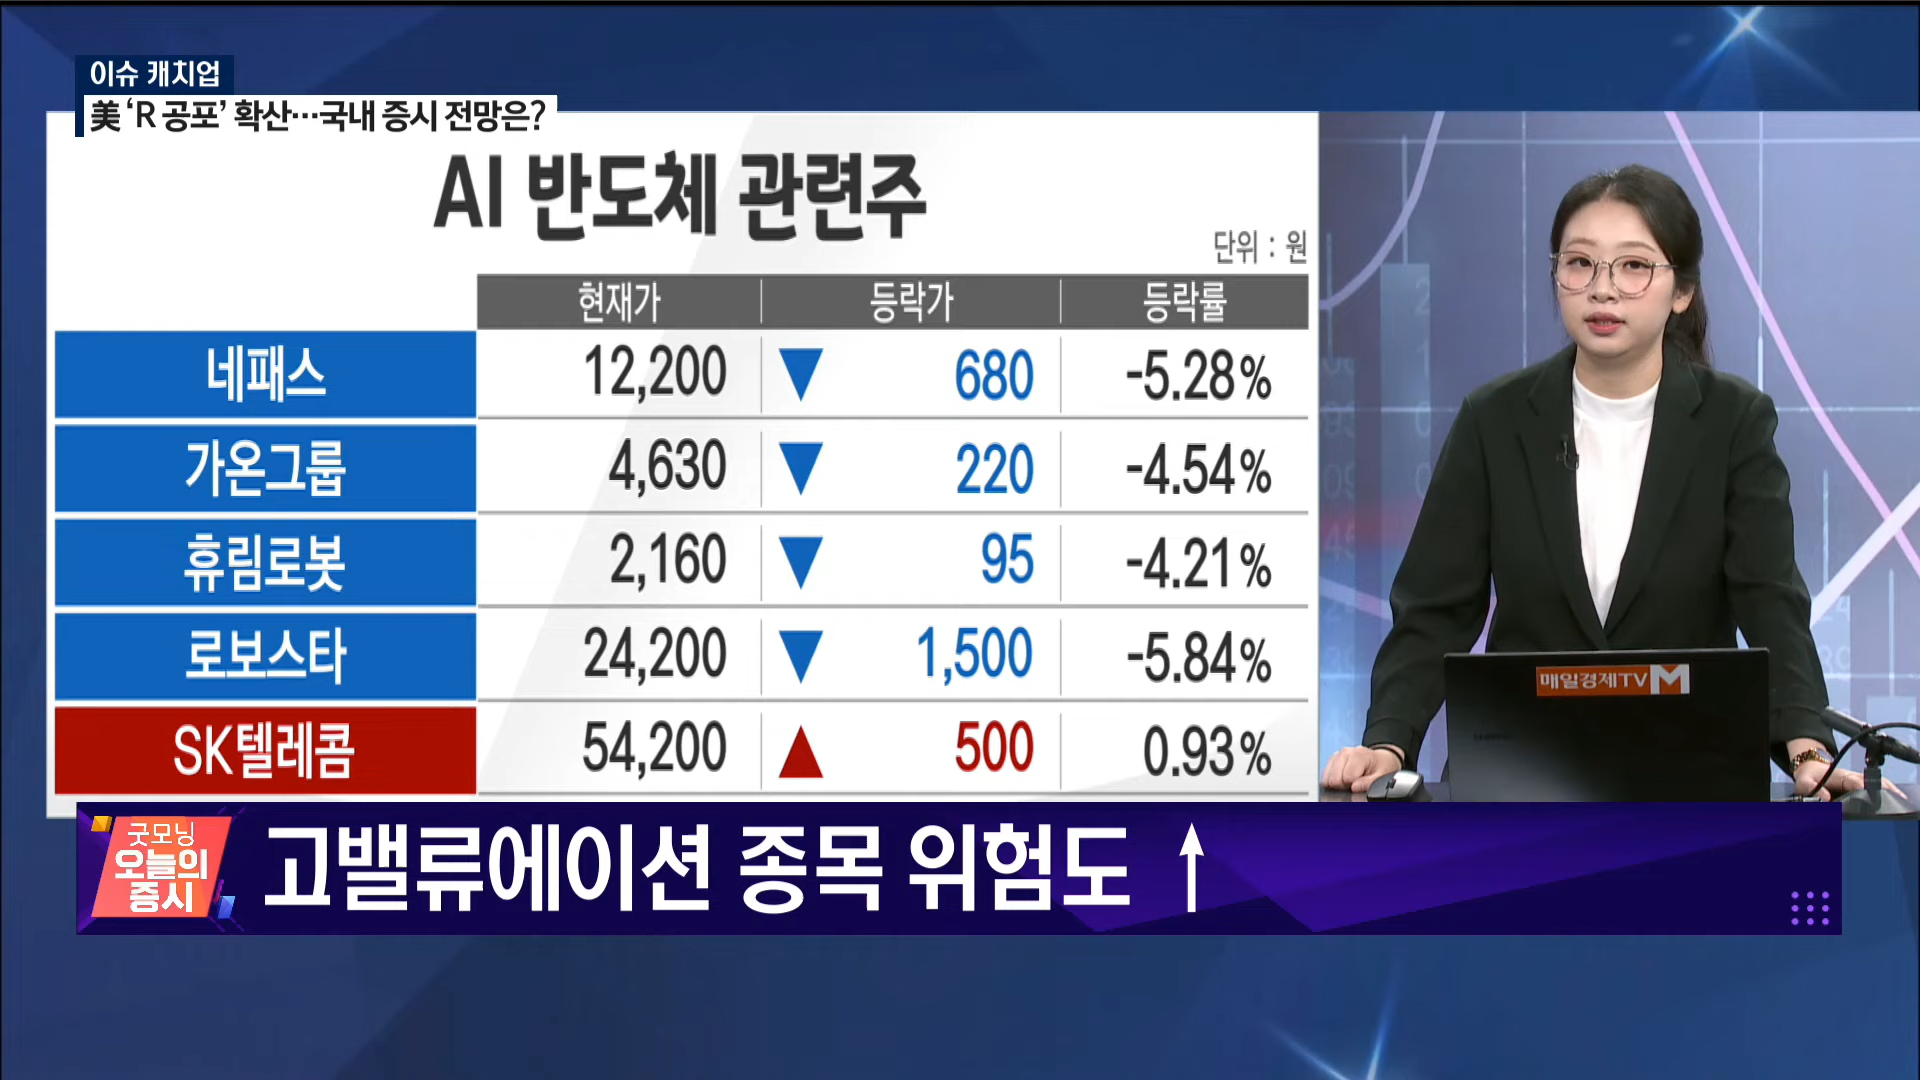 이슈 캐치업
美 ‘R 공포’ 확산…국내 증시 전망은?
AI 반도체 관련주
단위 : 원
현재가 등락가 등락률
네패스 12,200 ▼ 680 -5.28%
가온그룹 4,630 ▼ 220 -4.54%
휴림로봇 2,160 ▼ 95 -4.21%
로보스타 24,200 ▼ 1,500 -5.84%
SK텔레콤 54,200 ▲ 500 0.93%
매일경제TV M
굿모닝
오늘의
증시
고밸류에이션 종목 위험도 ↑